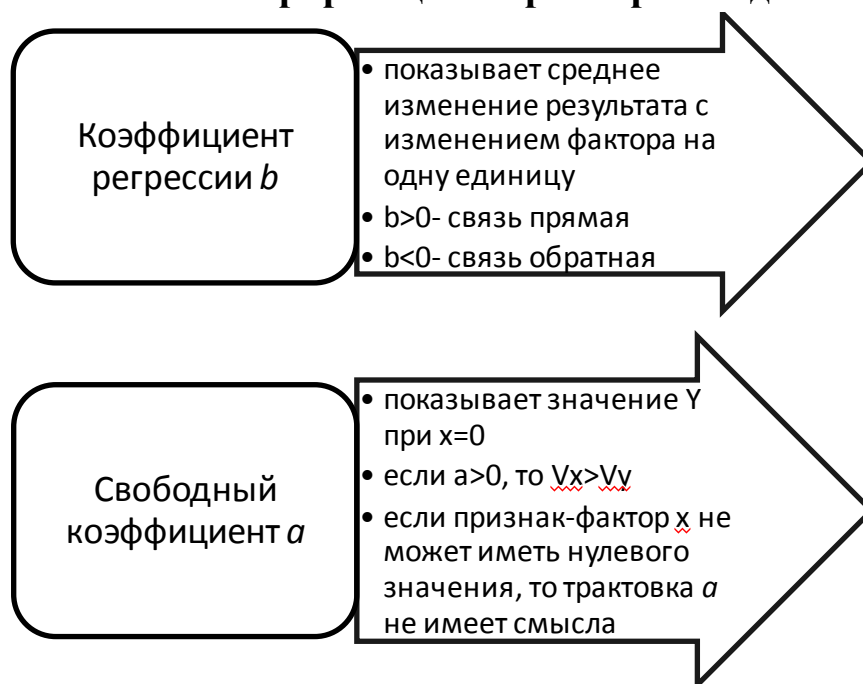 Коэффициент
регрессии b
• показывает среднее
изменение результата с
изменением фактора на
одну единицу
• b>0- связь прямая
• b<0- связь обратная
Свободный
коэффициент a
• показывает значение Y
при x=0
• если a>0, то Vx>Vy
• если признак-фактор x не
может иметь нулевого
значения, то трактовка a
не имеет смысла